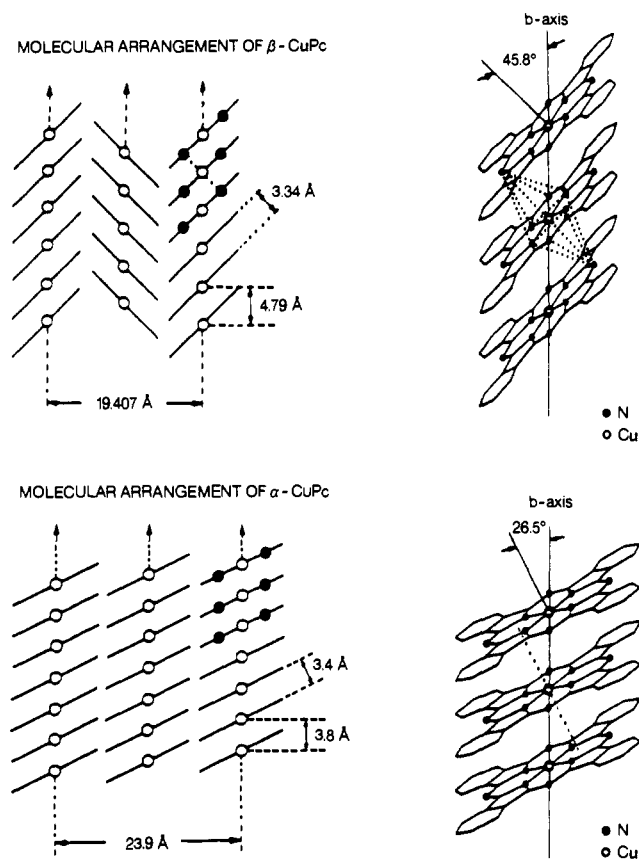 MOLECULAR ARRANGEMENT OF β - CuPc
3.34 Å
4.79 Å
19.407 Å
b-axis
45.8°
N
Cu
MOLECULAR ARRANGEMENT OF α - CuPc
3.4 Å
3.8 Å
23.9 Å
b-axis
26.5°
N
Cu